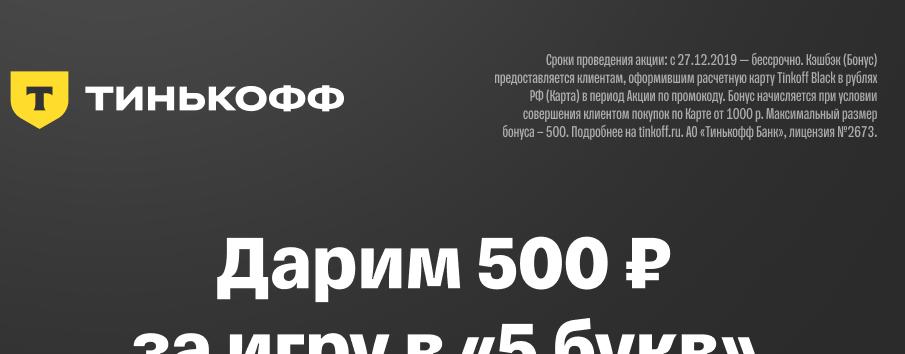 ТИНЬКОФФ
Сроки проведения акции: с 27.12.2019 — бессрочно. Кэшбэк (Бонус)
предоставляется клиентам, оформившим расчетную карту Tinkoff Black в рублях
РФ (Карта) в период Акции по промокоду. Бонус начисляется при условии
совершения клиентом покупок по Карте от 1000 р. Максимальный размер
бонуса – 500. Подробнее на tinkoff.ru. АО «Тинькофф Банк», лицензия №2673.
Дарим 500 ₽
за игру в «5 букв»